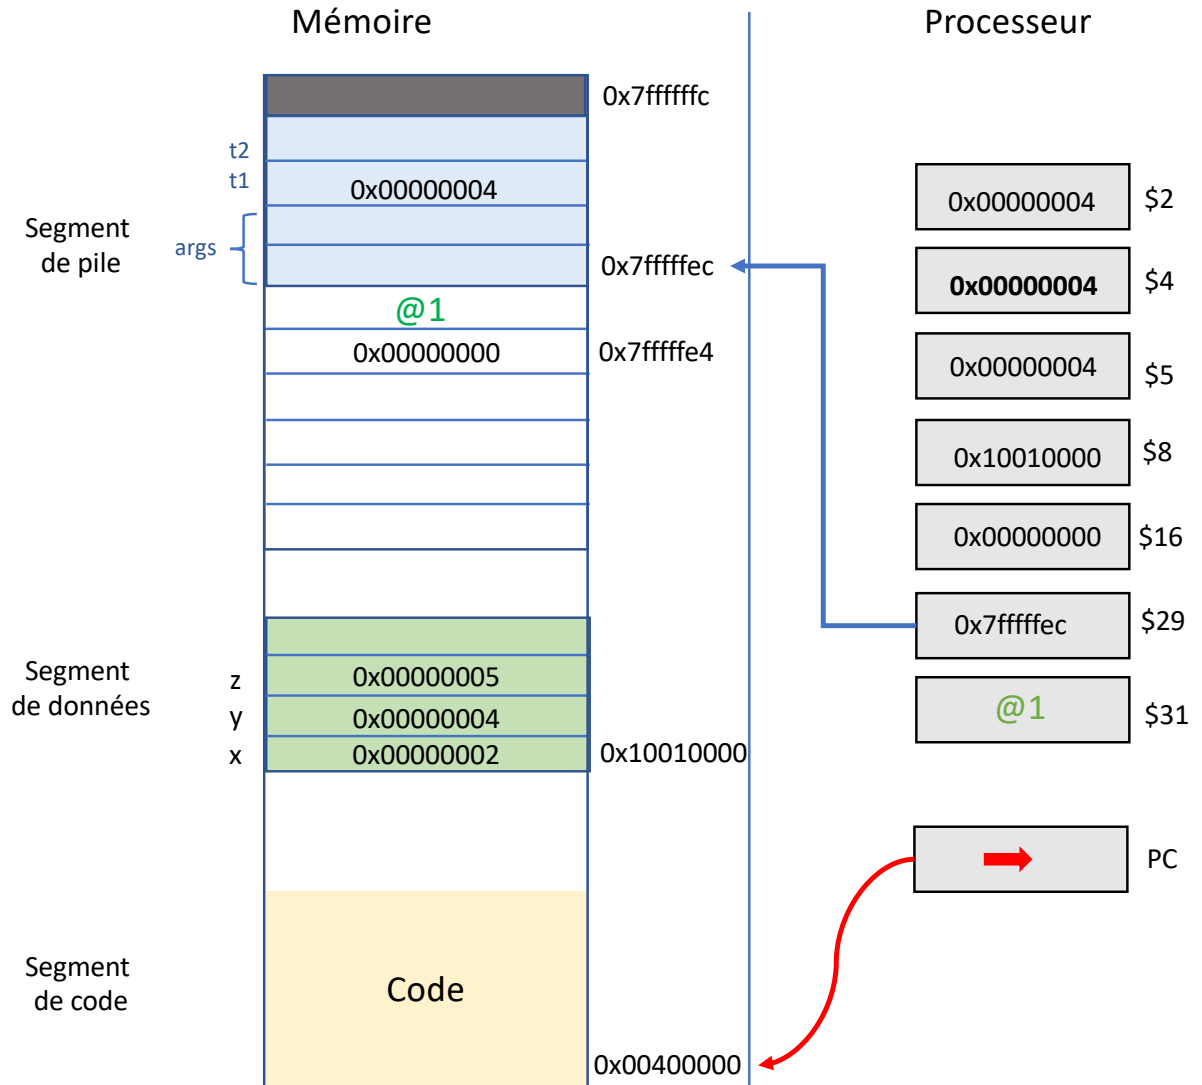 Mémoire
Processeur
0x7ffffffc
t2
t1
0x00000004
0x00000004
$2
Segment
de pile
args
0x7fffffec
0x00000004
$4
@1
0x00000000
0x7fffffe4
0x00000004
$5
0x10010000
$8
0x00000000
$16
0x7fffffec
$29
Segment
de données
z
0x00000005
y
0x00000004
x
0x00000002
0x10010000
@1
$31
PC
Segment
de code
Code
0x00400000